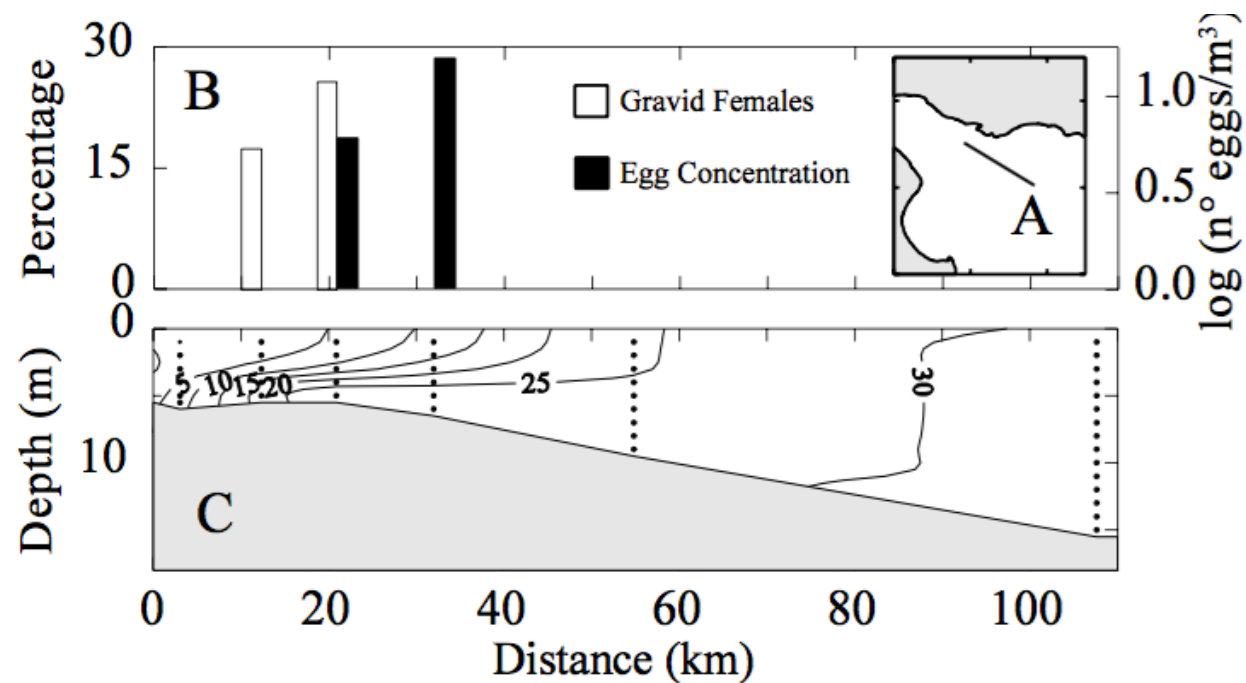 30
15
0
Percentage
B
Gravid Females
Egg Concentration
A
1.0
0.5
0.0
log (n° eggs/m³)
0
10
Depth (m)
5 10 15 20 25 30
C
0 20 40 60 80 100
Distance (km)